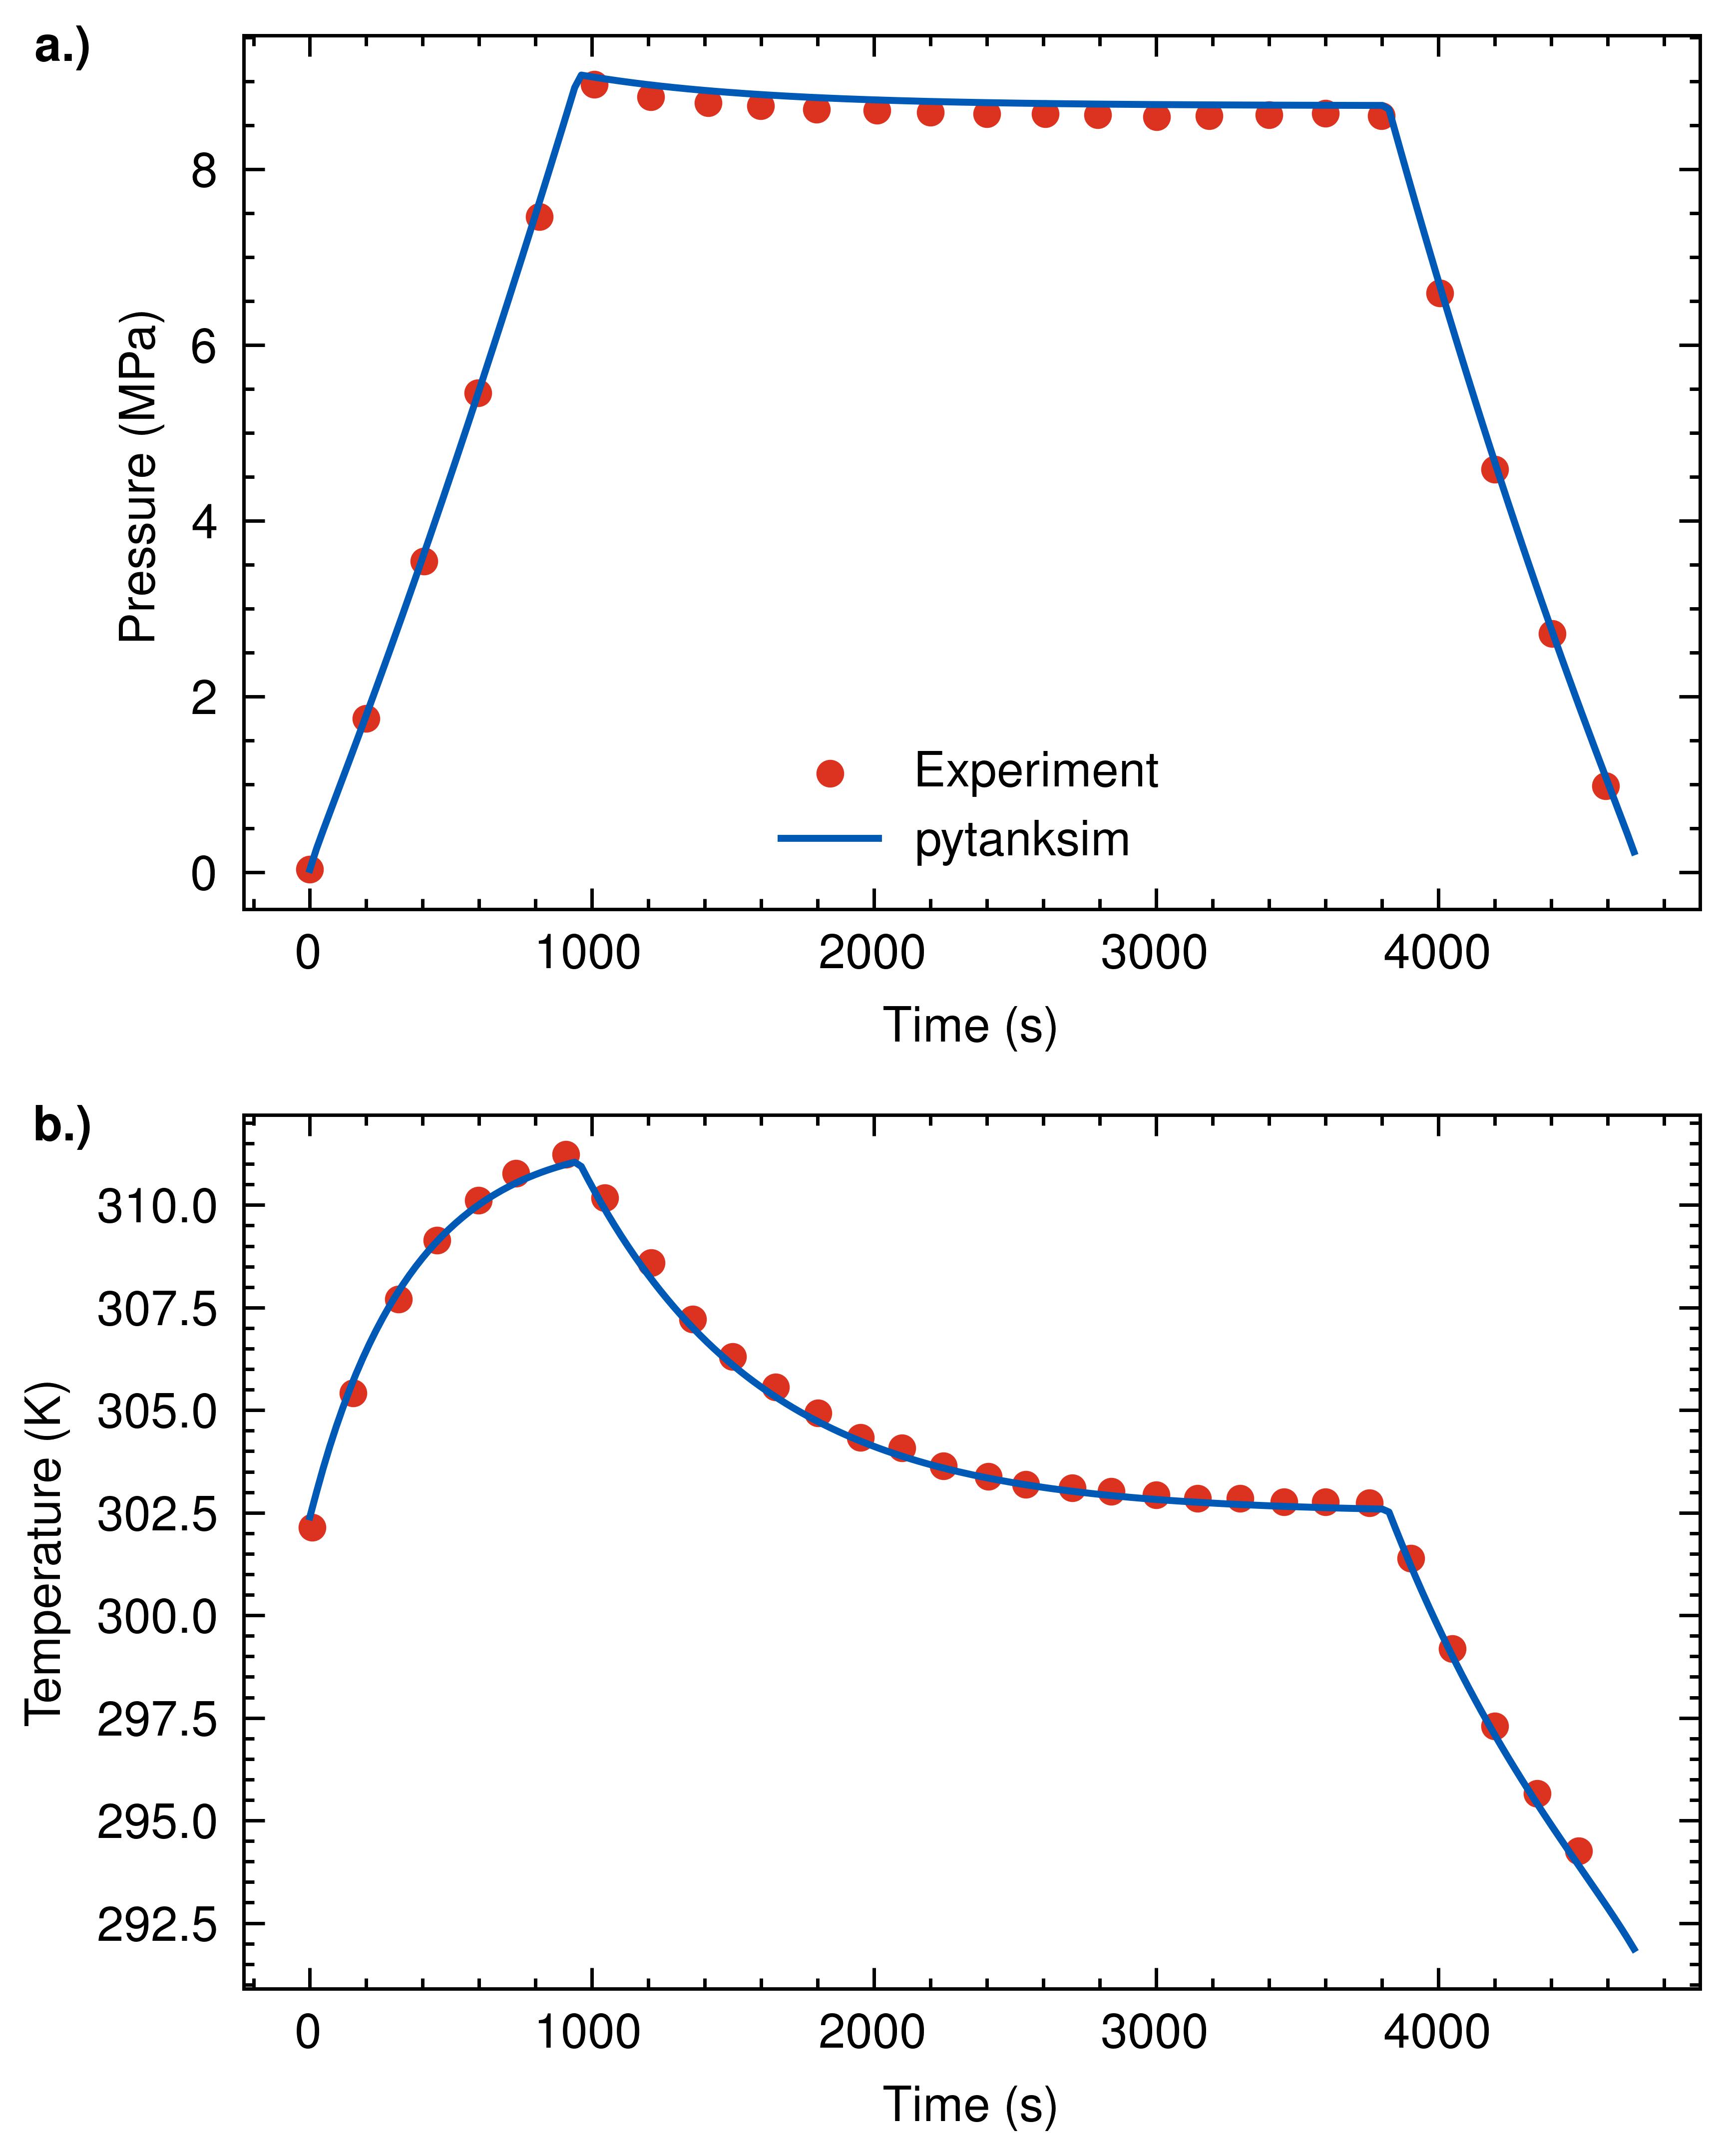 a.)
Pressure (MPa)
8
6
4
2
0
Experiment
pytanksim
0 1000 2000 3000 4000
Time (s)
b.)
Temperature (K)
310.0
307.5
305.0
302.5
300.0
297.5
295.0
292.5
0 1000 2000 3000 4000
Time (s)